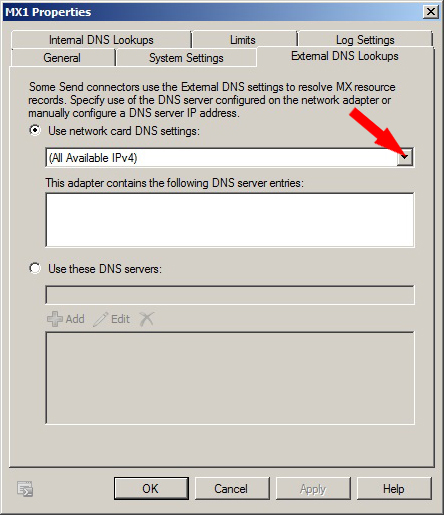 MX1 Properties
Internal DNS Lookups
Limits
Log Settings
General
System Settings
External DNS Lookups
Some Send connectors use the External DNS settings to resolve MX resource
records. Specify use of the DNS server configured on the network adapter or
manually configure a DNS server IP address.
Use network card DNS settings:
(All Available IPv4)
This adapter contains the following DNS server entries:
Use these DNS servers:
Add Edit
OK Cancel Apply Help